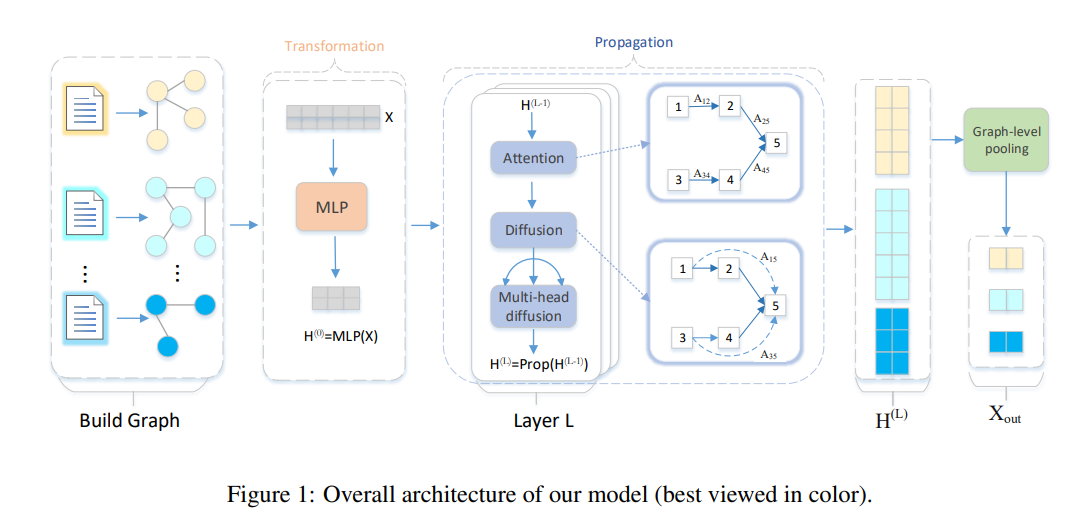 Transformation
Propagation
X
MLP
H(0)=MLP(X)
H(L-1)
Attention
Diffusion
Multi-head
diffusion
H(L)=Prop(H(L-1))
1
A12
2
A25
5
3
A34
4
A45
1
2
A15
5
3
4
A35
Graph-level
pooling
Build Graph
Layer L
H(L)
Xout
Figure 1: Overall architecture of our model (best viewed in color).